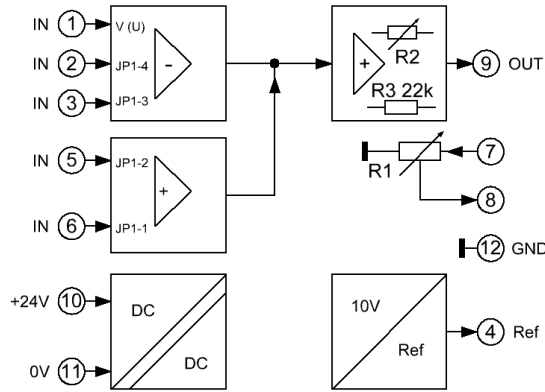 IN 1 V (U)
IN 2 JP1-4 -
IN 3 JP1-3
+ R2
R3 22k
9 OUT
IN 5 JP1-2
+
IN 6 JP1-1
R1
7
8
12 GND
+24V 10 DC
0V 11 DC
10V
Ref
4 Ref